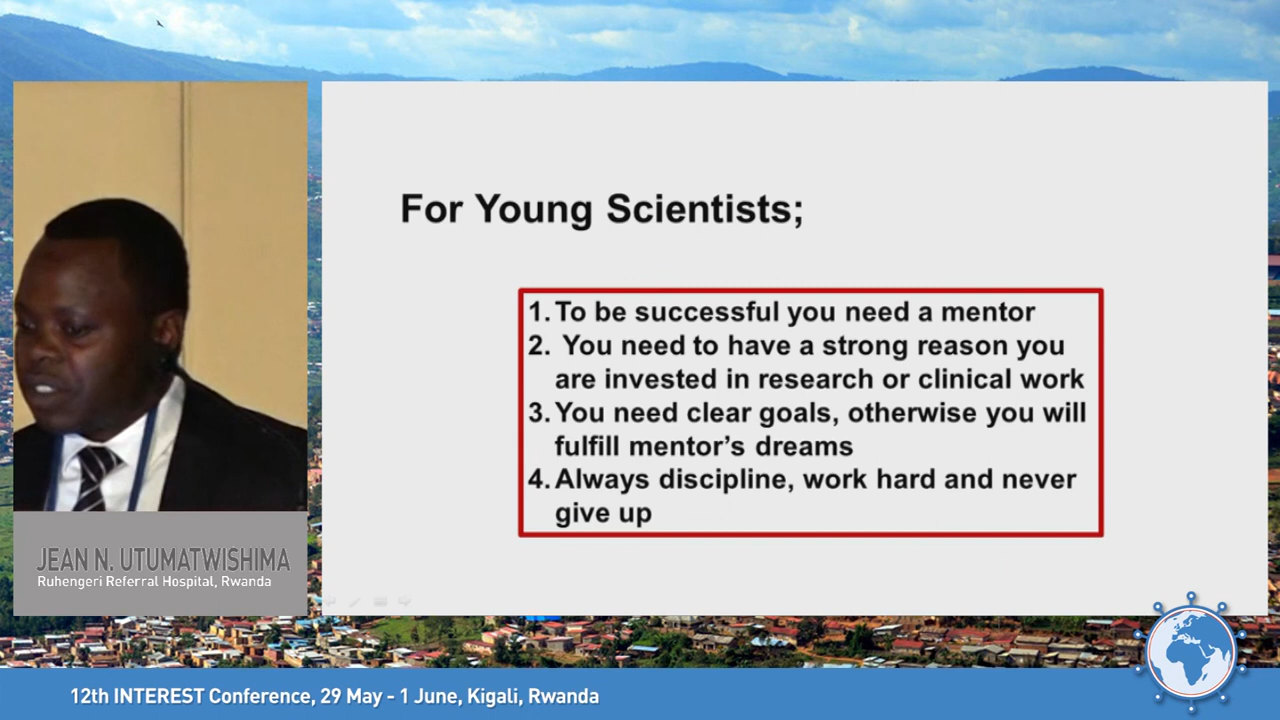 For Young Scientists;
1. To be successful you need a mentor
2. You need to have a strong reason you
are invested in research or clinical work
3. You need clear goals, otherwise you will
fulfill mentor's dreams
4. Always discipline, work hard and never
give up
JEAN N. UTUMATWISHIMA
Ruhengeri Referral Hospital, Rwanda
12th INTEREST Conference, 29 May - 1 June, Kigali, Rwanda